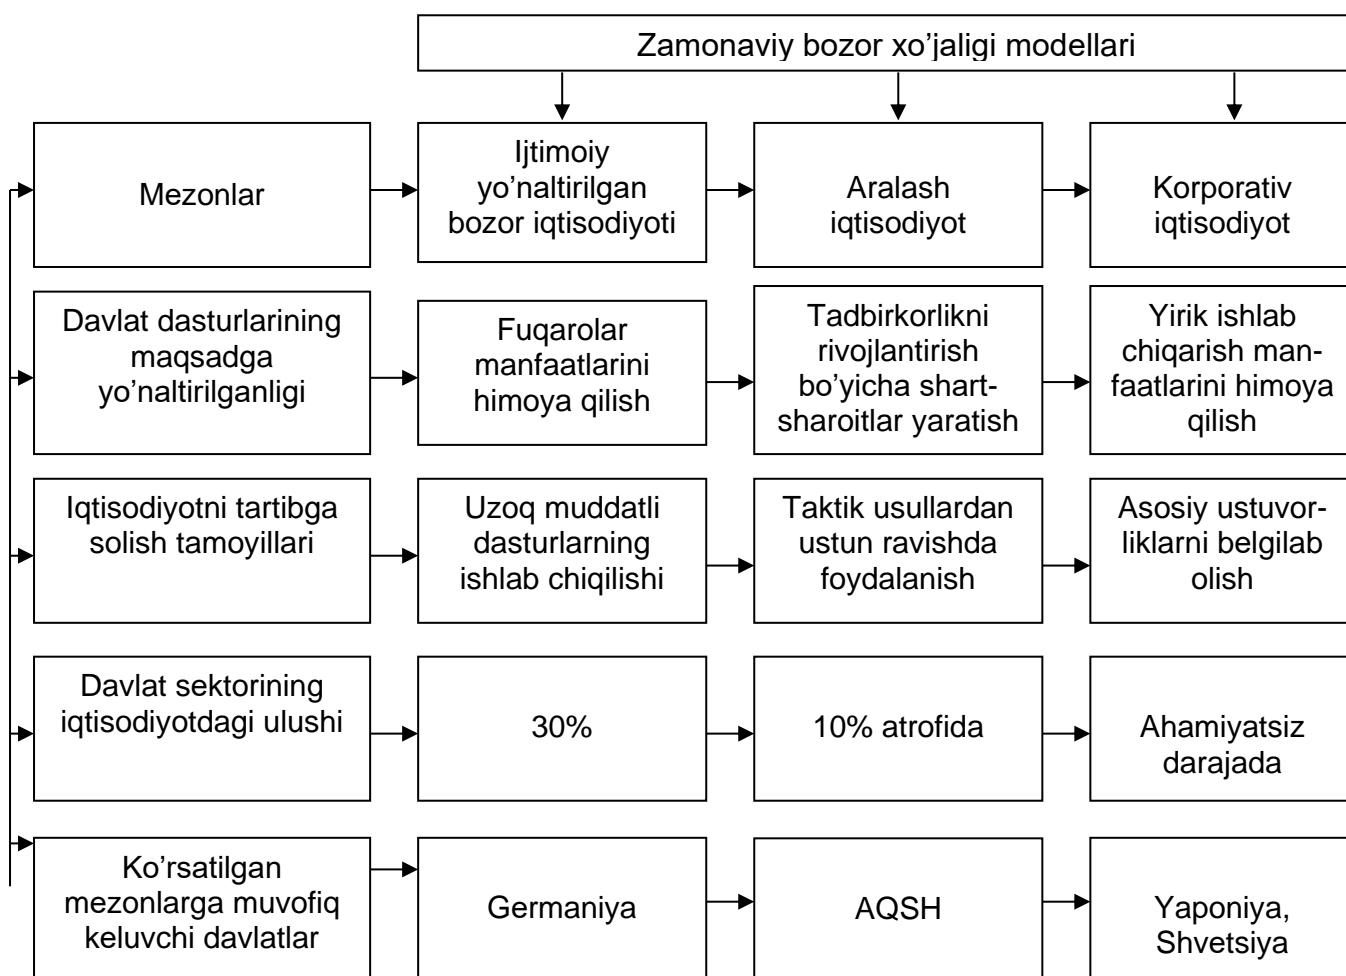 Zamonaviy bozor xo’jaligi modellari
Mezonlar
Ijtimoiy
yo’naltirilgan
bozor iqtisodiyoti
Aralash
iqtisodiyot
Korporativ
iqtisodiyot
Davlat dasturlarining
maqsadga
yo’naltirilganligi
Fuqarolar
manfaatlarini
himoya qilish
Tadbirkorlikni
rivojlantirish
bo’yicha shart-
sharoitlar yaratish
Yirik ishlab
chiqarish man-
faatlarini himoya
qilish
Iqtisodiyotni tartibga
solish tamoyillari
Uzoq muddatli
dasturlarning
ishlab chiqilishi
Taktik usullardan
ustun ravishda
foydalanish
Asosiy ustuvor-
liklarni belgilab
olish
Davlat sektorining
iqtisodiyotdagi ulushi
30%
10% atrofida
Ahamiyatsiz
darajada
Ko’rsatilgan
mezonlarga muvofiq
keluvchi davlatlar
Germaniya
AQSH
Yaponiya,
Shvetsiya